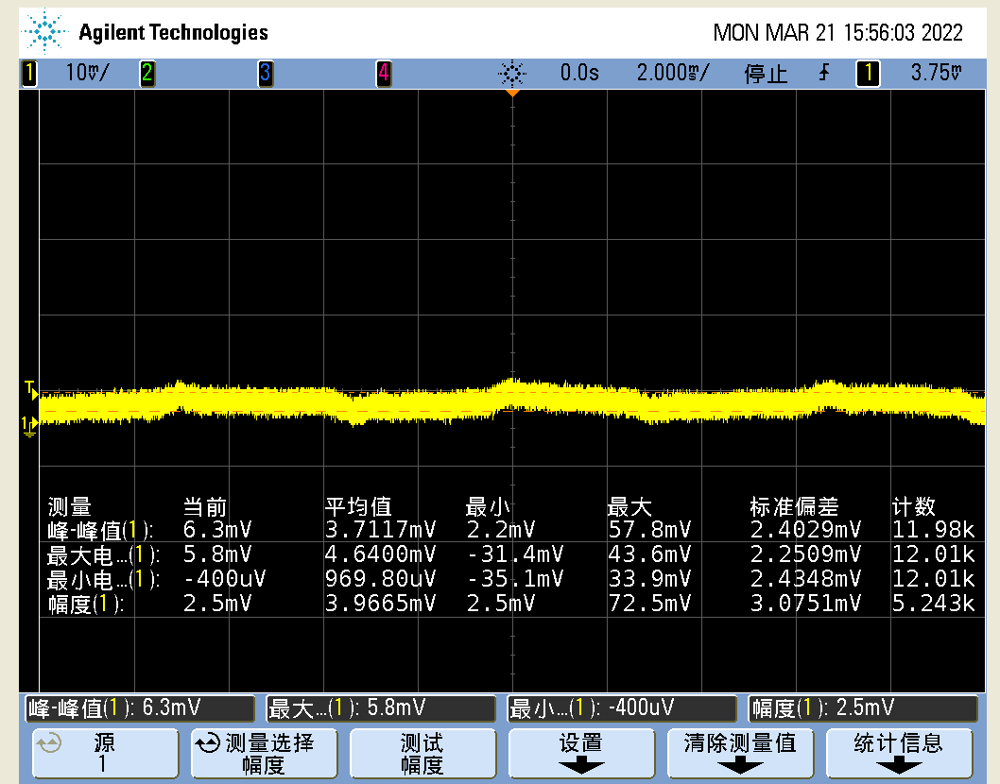 Agilent Technologies MON MAR 21 15:56:03 2022
1 10mV/ 2 3 4 0.0s 2.000ms/ 停止 1 3.75mV
T
1
测量 当前 平均值 最小 最大 标准偏差 计数
峰-峰值(1): 6.3mV 3.7117mV 2.2mV 57.8mV 2.4029mV 11.98k
最大电...(1): 5.8mV 4.6400mV -31.4mV 43.6mV 2.2509mV 12.01k
最小电...(1): -400uV 969.80uV -35.1mV 33.9mV 2.4348mV 12.01k
幅度(1): 2.5mV 3.9665mV 2.5mV 72.5mV 3.0751mV 5.243k
峰-峰值(1): 6.3mV 最大...(1): 5.8mV 最小...(1): -400uV 幅度(1): 2.5mV
源 测量选择 测试 设置 清除测量值 统计信息
1 幅度 幅度